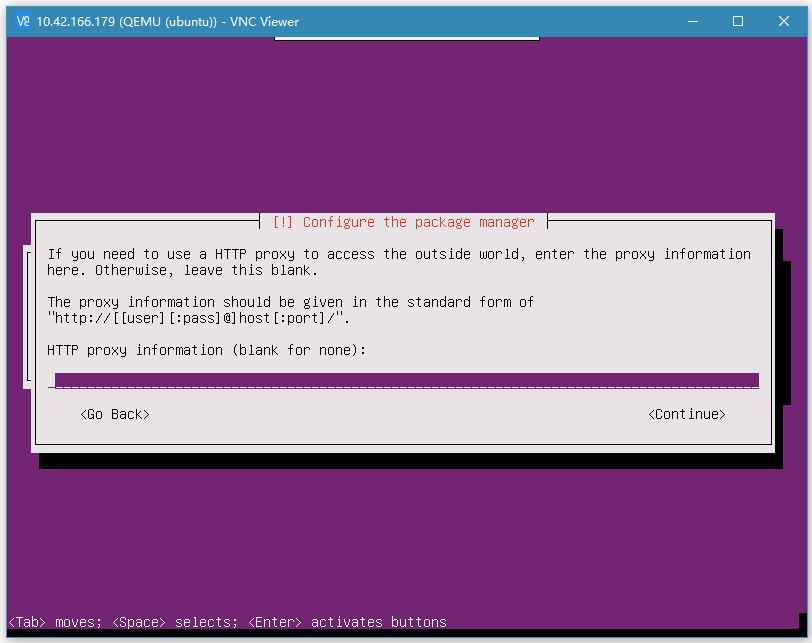 10.42.166.179 (QEMU (ubuntu)) - VNC Viewer
[!] Configure the package manager
If you need to use a HTTP proxy to access the outside world, enter the proxy information
here. Otherwise, leave this blank.
The proxy information should be given in the standard form of
"http://[[user][:pass]@]host[:port]/".
HTTP proxy information (blank for none):
<Go Back> <Continue>
<Tab> moves; <Space> selects; <Enter> activates buttons